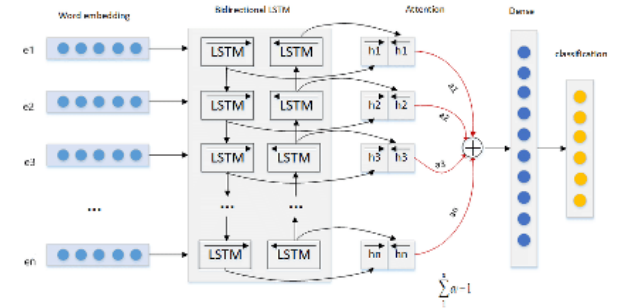 Word embedding
Bidirectional LSTM
Attention
Dense
classification
e1
LSTM
LSTM
h1
h1
a1
e2
LSTM
LSTM
h2
h2
a2
e3
LSTM
LSTM
h3
h3
a3
...
...
...
an
en
LSTM
LSTM
hn
hn